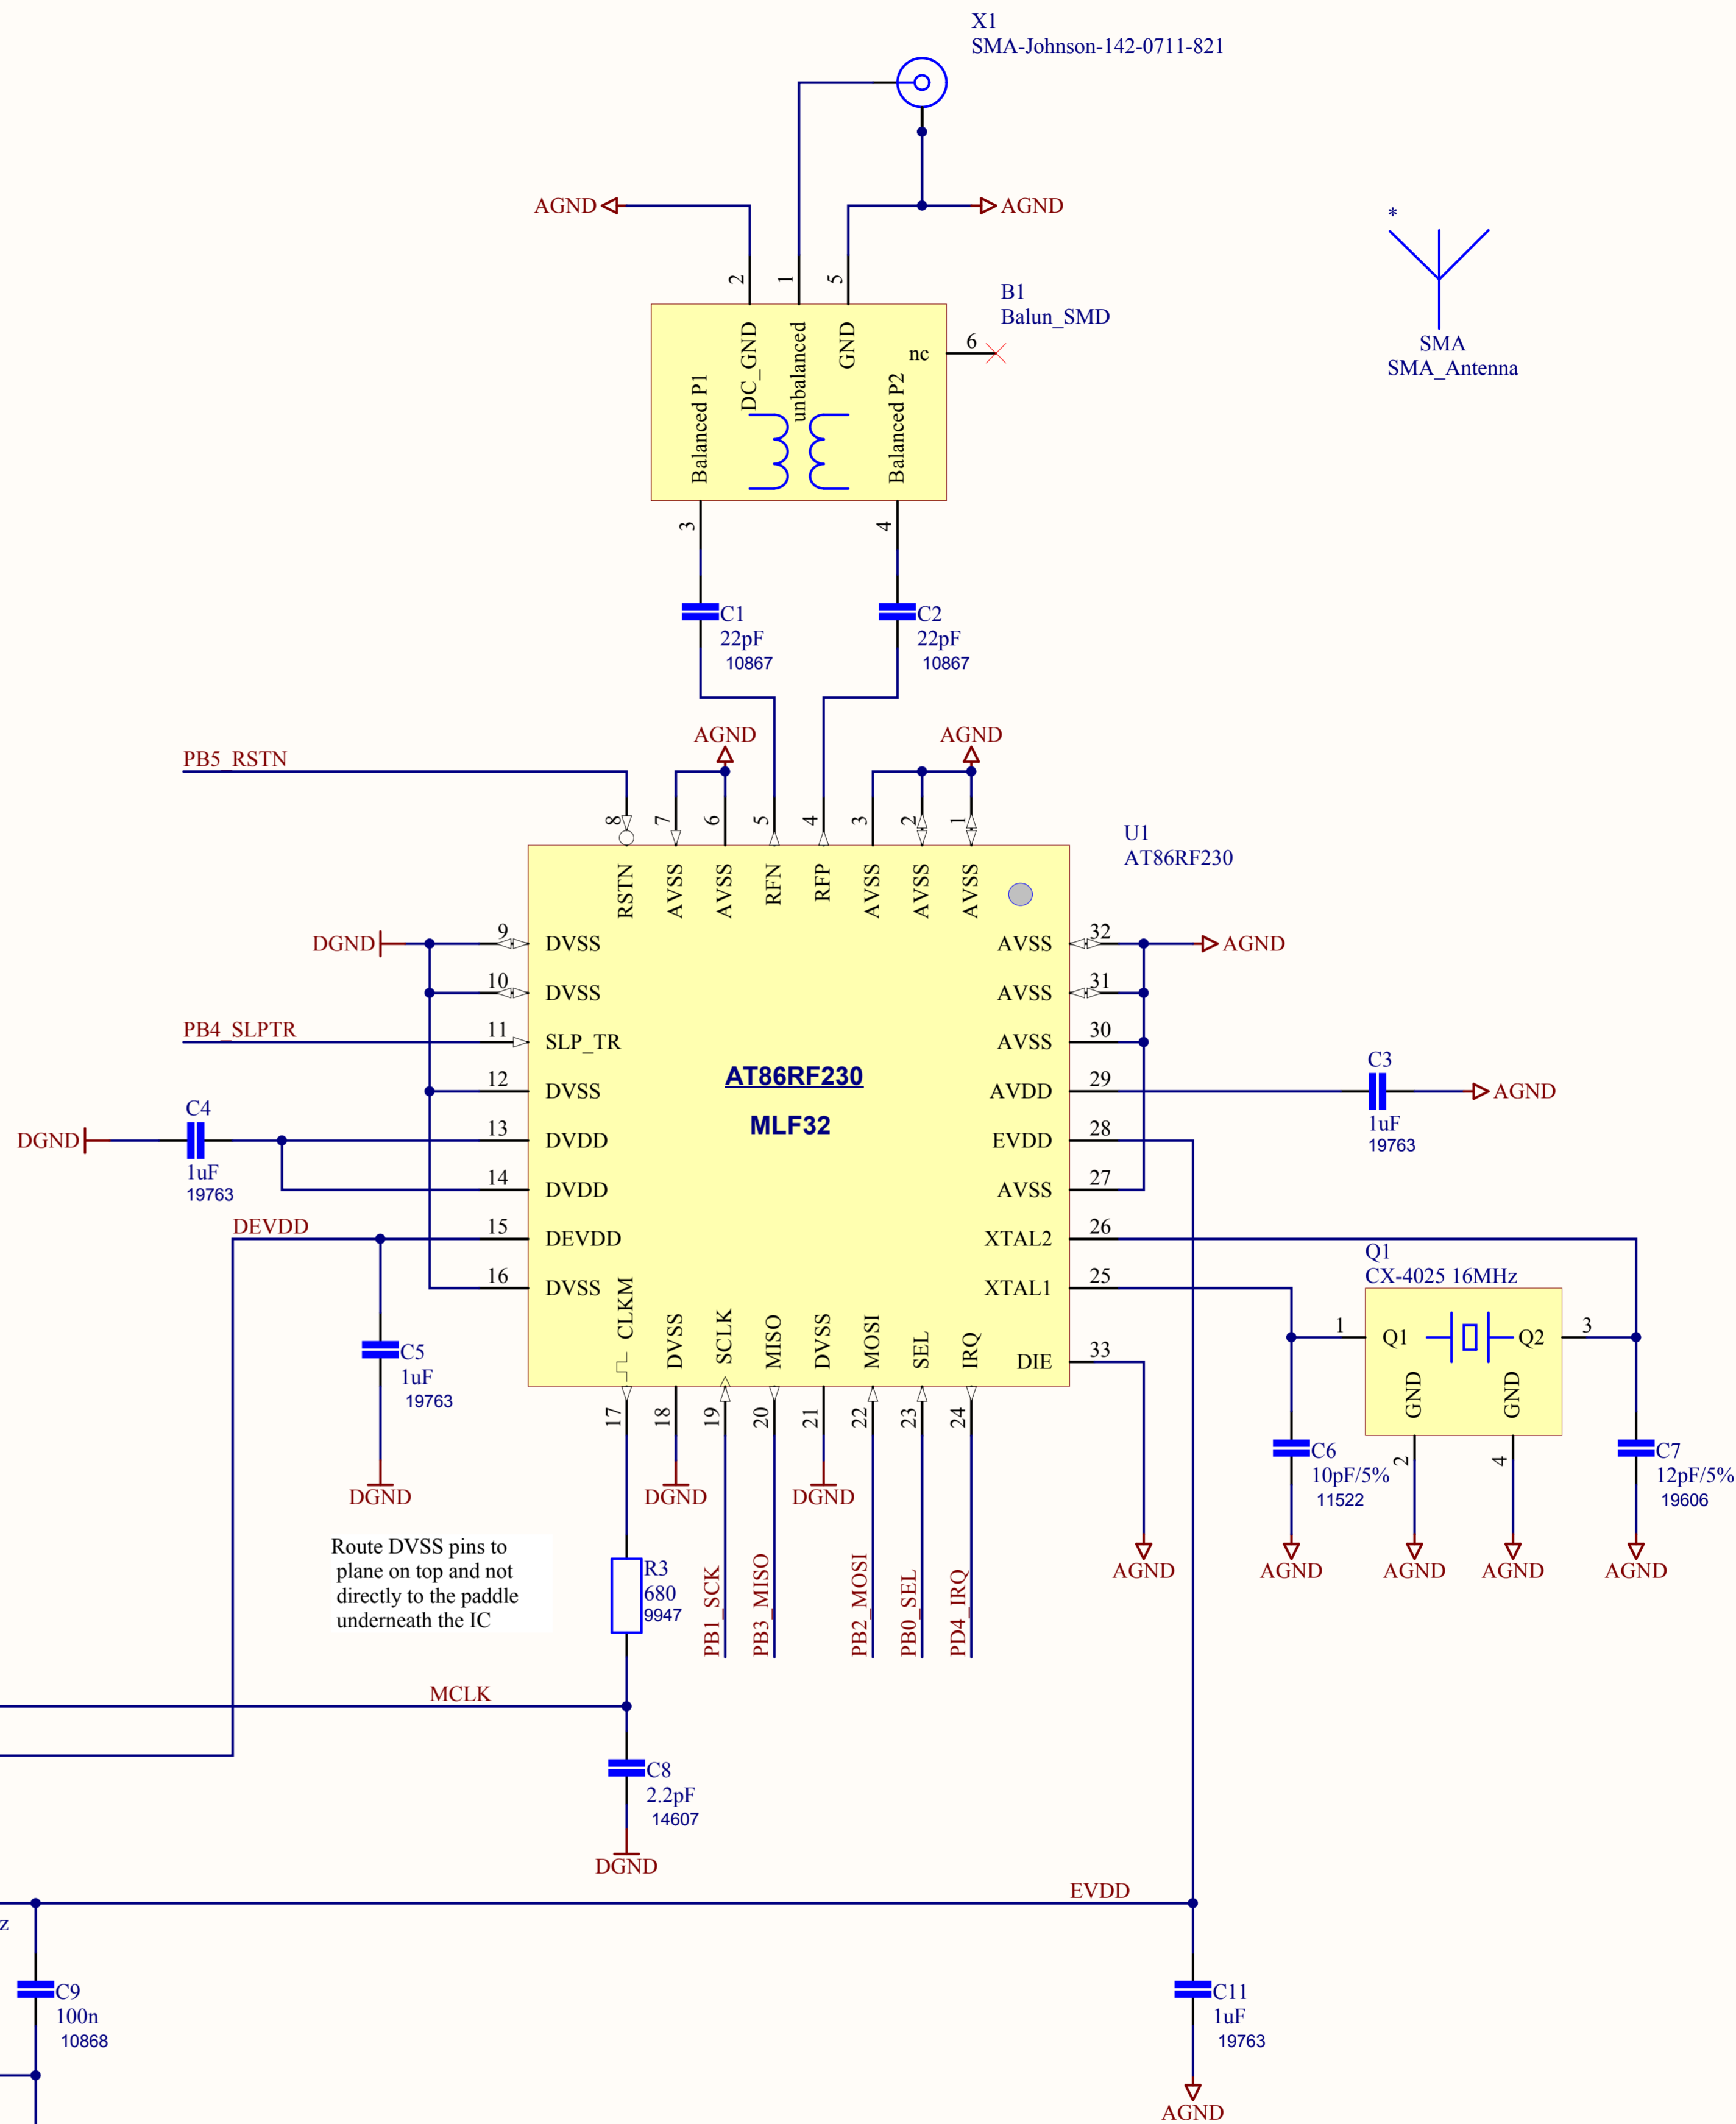 X1
SMA-Johnson-142-0711-821
AGND
AGND
*
2
1
5
B1
Balun_SMD
DC_GND
unbalanced
GND
nc
6
SMA
SMA_Antenna
Balanced P1
Balanced P2
3
4
C1
22pF
10867
C2
22pF
10867
AGND
AGND
PB5_RSTN
8
7
6
5
4
3
2
1
U1
AT86RF230
RSTN
AVSS
AVSS
RFN
RFP
AVSS
AVSS
AVSS
DGND
9
DVSS
AVSS
32
AGND
10
DVSS
AVSS
31
PB4_SLPTR
11
SLP_TR
AVSS
30
AT86RF230
MLF32
12
DVSS
AVDD
29
C3
1uF
19763
AGND
C4
1uF
19763
DGND
13
DVDD
EVDD
28
14
DVDD
AVSS
27
DEVDD
15
DEVDD
XTAL2
26
16
DVSS
XTAL1
25
Q1
CX-4025 16MHz
1
Q1
Q2
3
GND
GND
2
4
CLKM
DVSS
SCLK
MISO
DVSS
MOSI
SEL
IRQ
DIE
33
C5
1uF
19763
DGND
17
18
19
20
21
22
23
24
DGND
DGND
C6
10pF/5%
11522
C7
12pF/5%
19606
AGND
AGND
AGND
AGND
AGND
Route DVSS pins to
plane on top and not
directly to the paddle
underneath the IC
R3
680
9947
PB1_SCK
PB3_MISO
PB2_MOSI
PB0_SEL
PD4_IRQ
MCLK
C8
2.2pF
14607
DGND
EVDD
z
C9
100n
10868
C11
1uF
19763
AGND